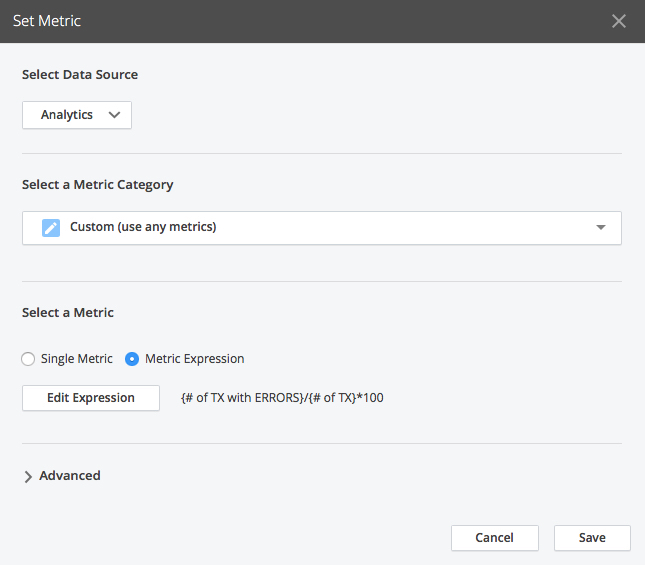 Set Metric
Select Data Source
Analytics
Select a Metric Category
Custom (use any metrics)
Select a Metric
Single Metric Metric Expression
Edit Expression {# of TX with ERRORS}/{# of TX}*100
Advanced
Cancel Save